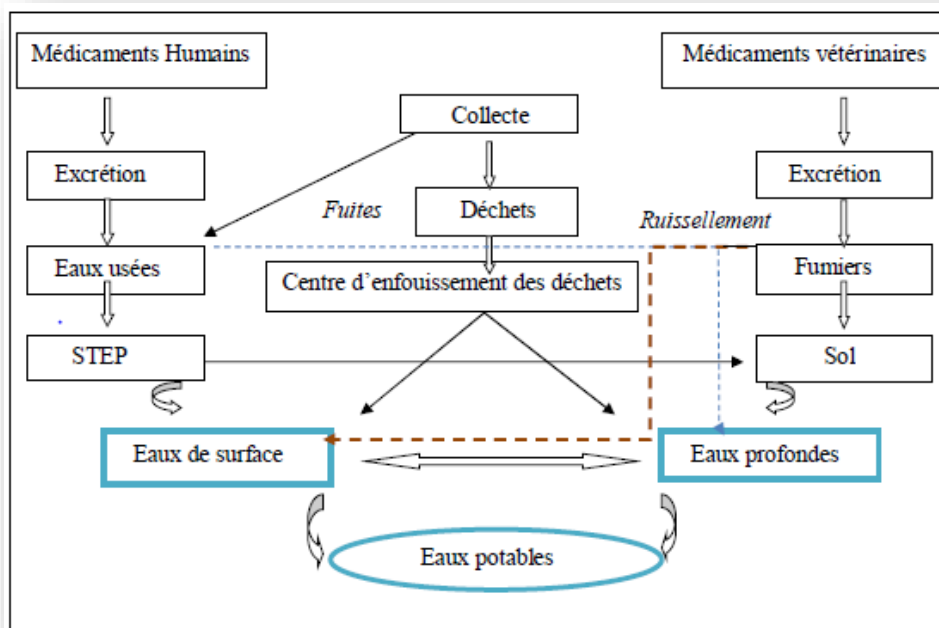 Médicaments Humains
Médicaments vétérinaires
Collecte
Excrétion
Excrétion
Fuites
Déchets
Ruissellement
Eaux usées
Centre d'enfouissement des déchets
Fumiers
STEP
Sol
Eaux de surface
Eaux profondes
Eaux potables